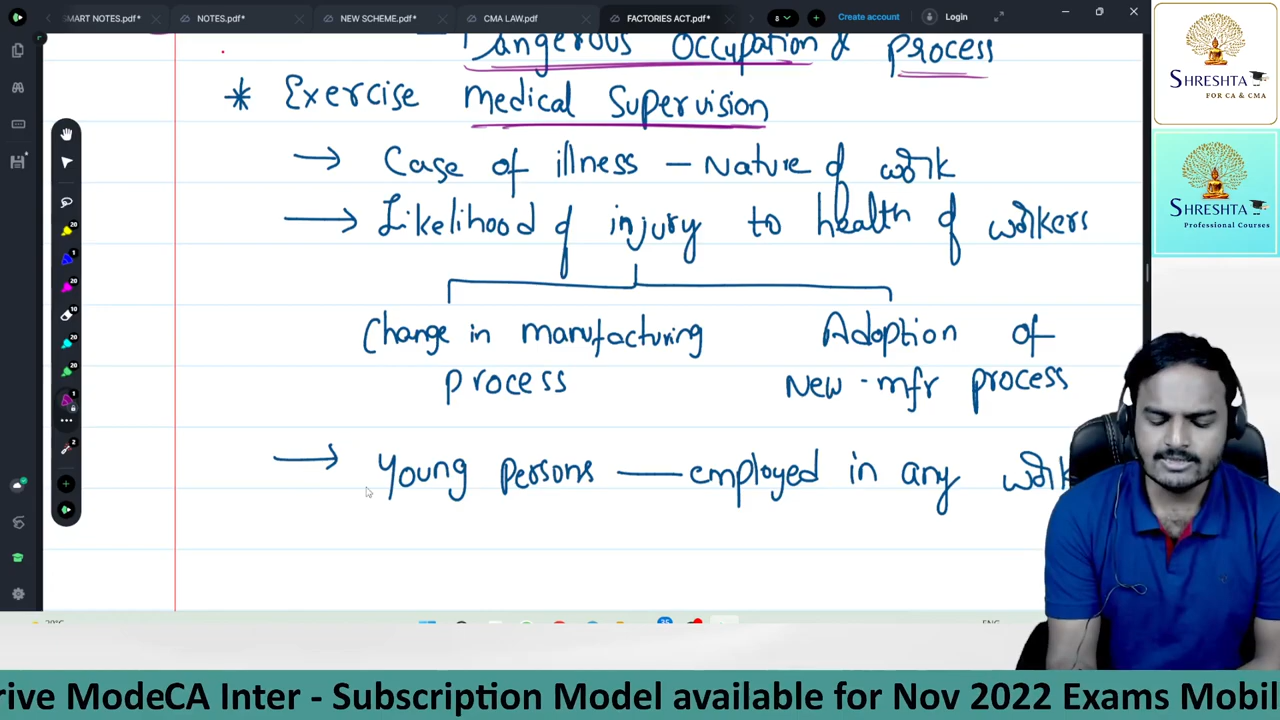 SMART NOTES.pdf* NOTES.pdf* NEW SCHEME.pdf* CMA LAW.pdf FACTORIES ACT.pdf* 8 Create account Login
Dangerous Occupation & Process
* Exercise Medical Supervision
→ Case of illness – Nature of work
→ Likelihood of injury to health of workers
Change in manufacturing process
Adoption of New-mfr process
→ Young Persons — employed in any work
SHRESHTA
FOR CA & CMA
SHRESHTA
Professional Courses
ENG
rive ModeCA Inter - Subscription Model available for Nov 2022 Exams Mobil